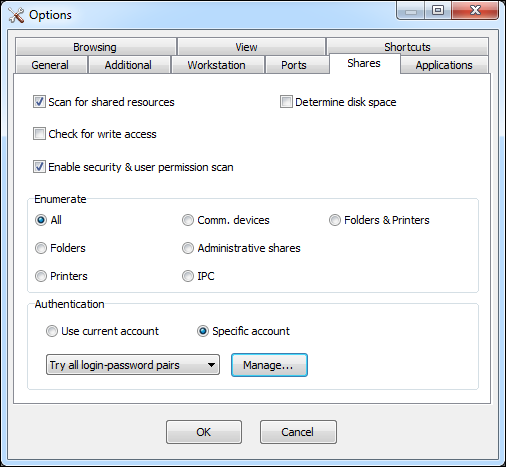 Options
Browsing View Shortcuts
General Additional Workstation Ports Shares Applications
Scan for shared resources Determine disk space
Check for write access
Enable security & user permission scan
Enumerate
All Comm. devices Folders & Printers
Folders Administrative shares
Printers IPC
Authentication
Use current account Specific account
Try all login-password pairs Manage...
OK Cancel